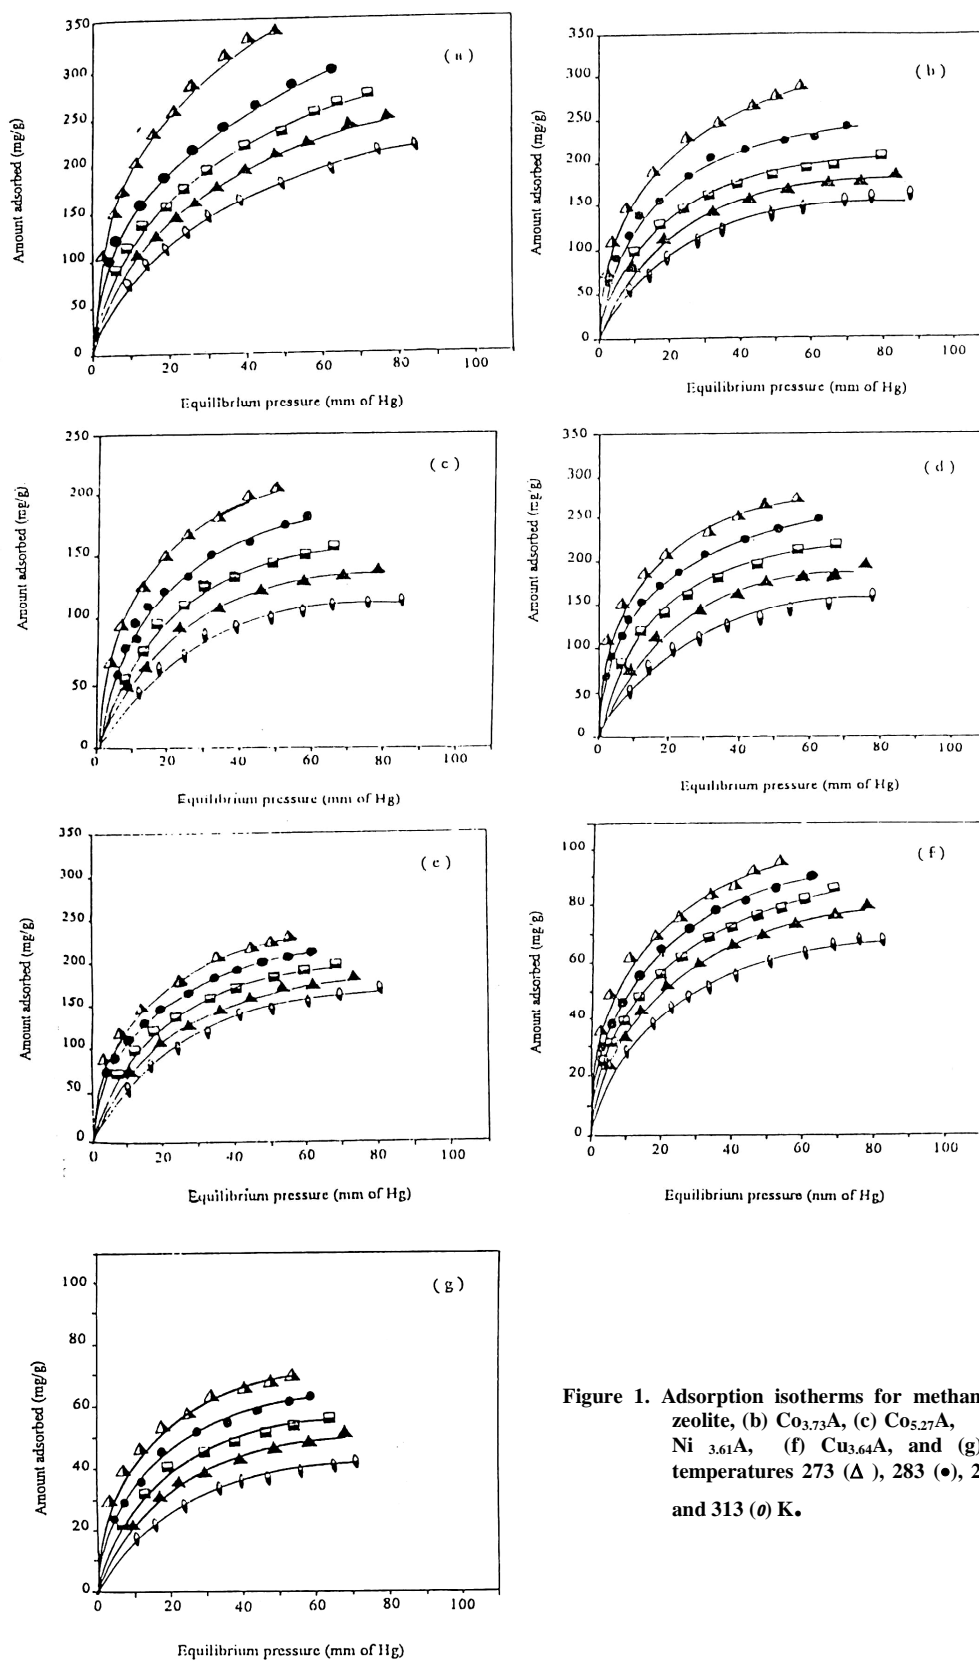 350
300
250
200
150
100
50
0
Amount adsorbed (mg/g)
( a )
0 20 40 60 80 100
Equilibrium pressure (mm of Hg)
350
300
250
200
150
100
50
0
Amount adsorbed (mg/g)
( b )
0 20 40 60 80 100
Equilibrium pressure (mm of Hg)
250
200
150
100
50
0
Amount adsorbed (mg/g)
( c )
0 20 40 60 80 100
Equilibrium pressure (mm of Hg)
350
300
250
200
150
100
50
0
Amount adsorbed (mg/g)
( d )
0 20 40 60 80 100
Equilibrium pressure (mm of Hg)
350
300
250
200
150
100
50
0
Amount adsorbed (mg/g)
( e )
0 20 40 60 80 100
Equilibrium pressure (mm of Hg)
100
80
60
40
20
0
Amount adsorbed (mg/g)
( f )
0 20 40 60 80 100
Equilibrium pressure (mm of Hg)
100
80
60
40
20
0
Amount adsorbed (mg/g)
( g )
0 20 40 60 80 100
Equilibrium pressure (mm of Hg)
Figure 1. Adsorption isotherms for methan
zeolite, (b) Co3.73A, (c) Co5.27A,
Ni 3.61A, (f) Cu3.64A, and (g)
temperatures 273 (Δ ), 283 (●), 2
and 313 (0) K.